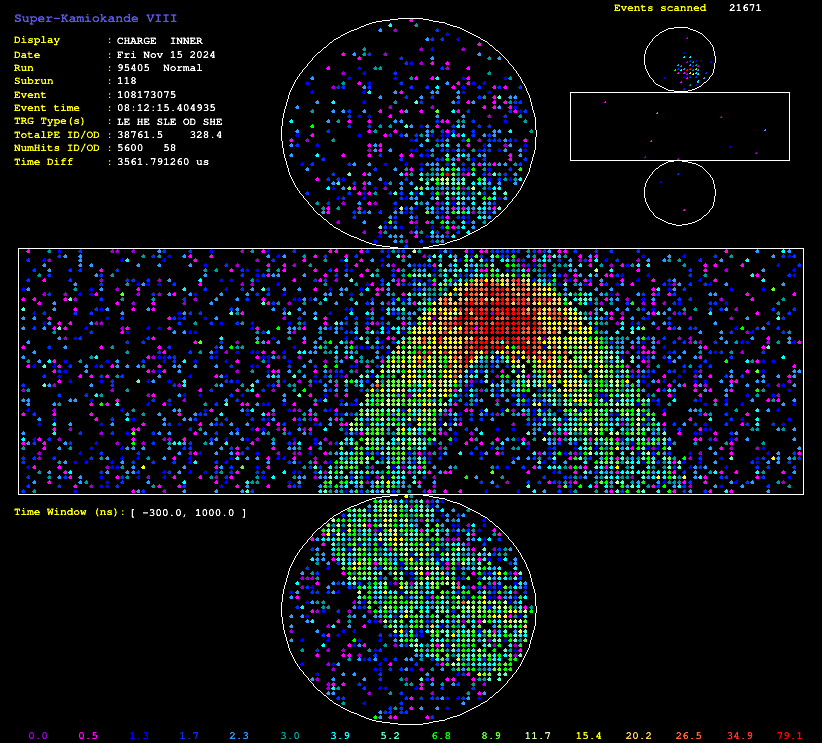 Super-Kamiokande VIII
Events scanned 21671
Display : CHARGE INNER
Date : Fri Nov 15 2024
Run : 95405 Normal
Subrun : 118
Event : 108173075
Event time : 08:12:15.404935
TRG Type(s) : LE HE SLE OD SHE
TotalPE ID/OD : 38761.5 328.4
NumHits ID/OD : 5600 58
Time Diff : 3561.791260 us
Time Window (ns): [ -300.0, 1000.0 ]
0.0 0.5 1.3 1.7 2.3 3.0 3.9 5.2 6.8 8.9 11.7 15.4 20.2 26.5 34.9 79.1